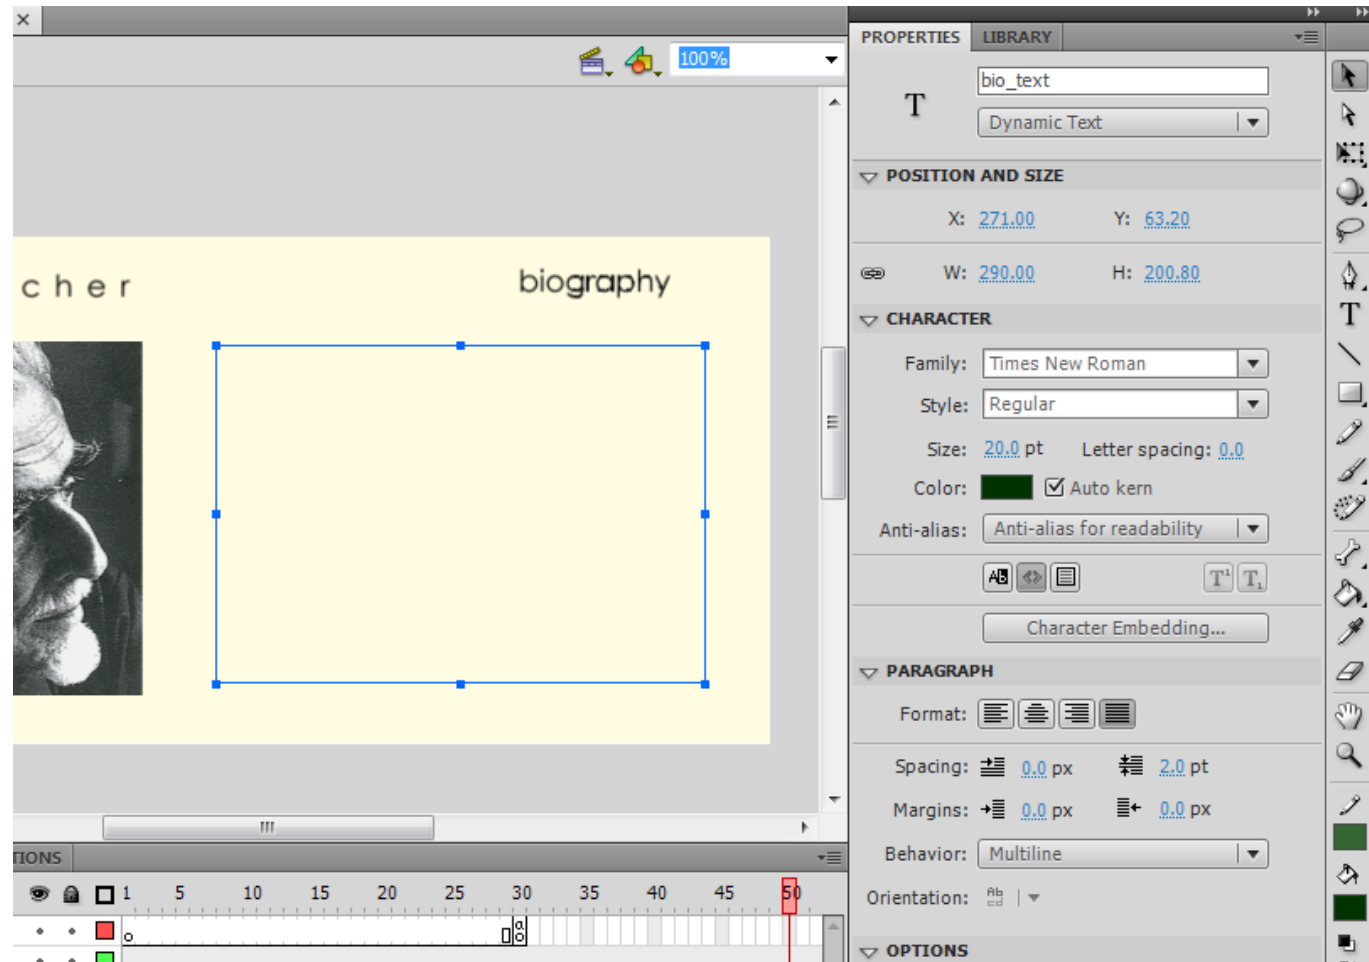 100%
PROPERTIES LIBRARY
bio_text
T
Dynamic Text
POSITION AND SIZE
X: 271.00 Y: 63.20
W: 290.00 H: 200.80
cher
biography
CHARACTER
Family: Times New Roman
Style: Regular
Size: 20.0 pt Letter spacing: 0.0
Color: Auto kern
Anti-alias: Anti-alias for readability
AB T¹ T₁
Character Embedding...
PARAGRAPH
Format:
Spacing: 0.0 px 2.0 pt
Margins: 0.0 px 0.0 px
Behavior: Multiline
Orientation:
OPTIONS
TIONS
1 5 10 15 20 25 30 35 40 45 50
a
T